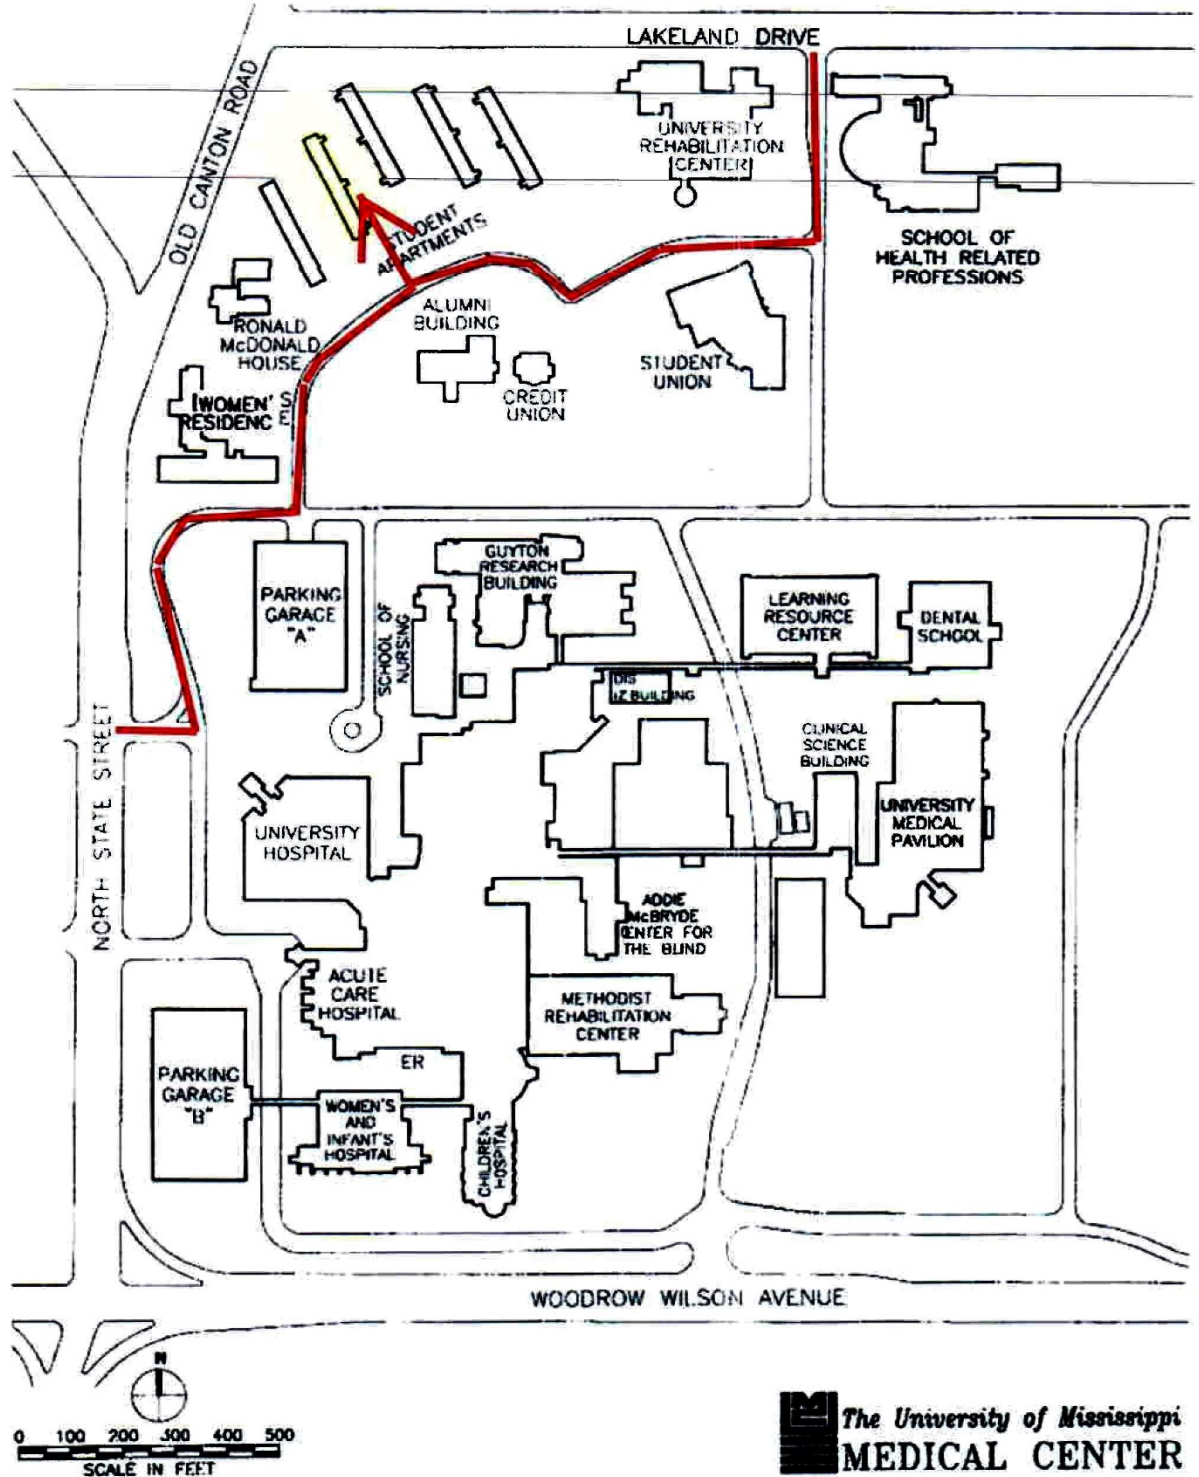 LAKELAND DRIVE
OLD CANTON ROAD
UNIVERSITY
REHABILITATION
CENTER
SCHOOL OF
HEALTH RELATED
PROFESSIONS
STUDENT
APARTMENTS
RONALD
McDONALD
HOUSE
ALUMNI
BUILDING
CREDIT
UNION
STUDENT
UNION
WOMEN'S
RESIDENCE
PARKING
GARAGE
"A"
SCHOOL OF
NURSING
GUYTON
RESEARCH
BUILDING
LEARNING
RESOURCE
CENTER
DENTAL
SCHOOL
DIS
IZ BUILDING
CLINICAL
SCIENCE
BUILDING
UNIVERSITY
MEDICAL
PAVILION
NORTH STATE STREET
UNIVERSITY
HOSPITAL
ADDIE
McBRYDE
CENTER FOR
THE BLIND
ACUTE
CARE
HOSPITAL
METHODIST
REHABILITATION
CENTER
ER
PARKING
GARAGE
"B"
WOMEN'S
AND
INFANT'S
HOSPITAL
CHILDREN'S
HOSPITAL
WOODROW WILSON AVENUE
N
0 100 200 300 400 500
SCALE IN FEET
The University of Mississippi
MEDICAL CENTER